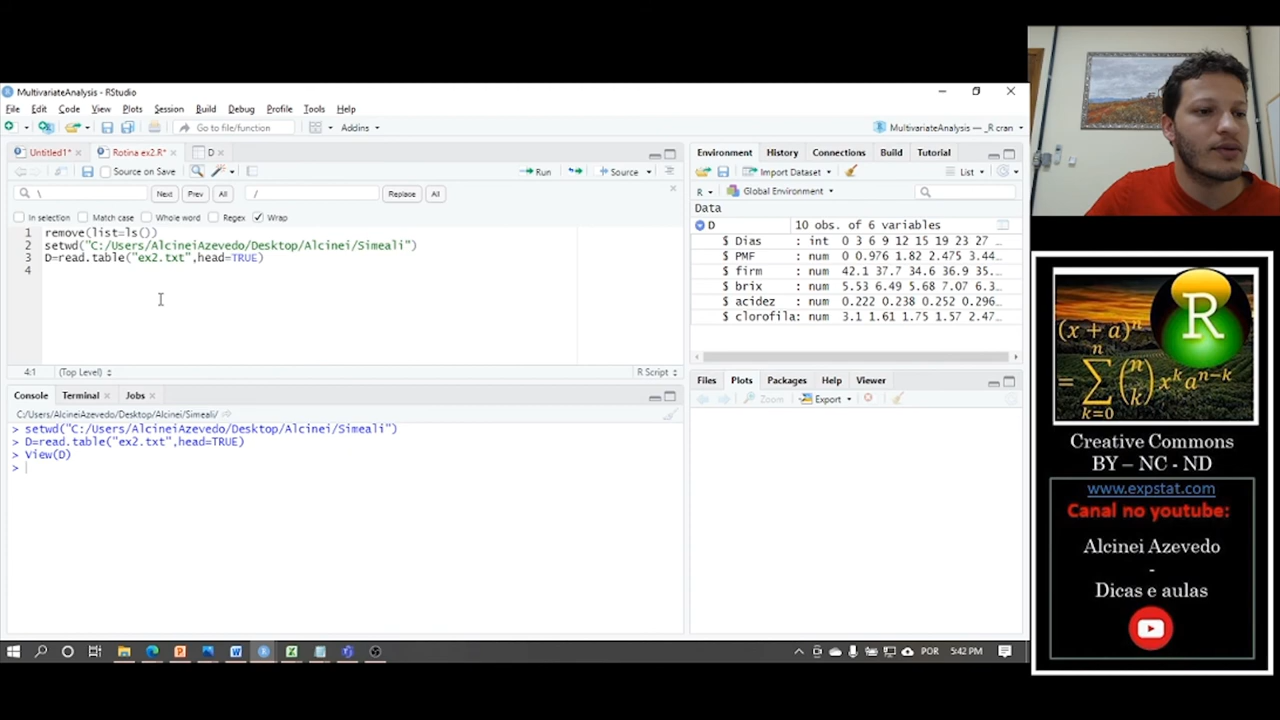 MultivariateAnalysis - RStudio
File Edit Code View Plots Session Build Debug Profile Tools Help
Go to file/function Addins MultivariateAnalysis — _R cran
Untitled1* Rotina ex2.R* D
Source on Save Run Source
\ Next Prev All / Replace All
In selection Match case Whole word Regex Wrap
1 remove(list=ls())
2 setwd("C:/Users/AlcineiAzevedo/Desktop/Alcinei/Simeali")
3 D=read.table("ex2.txt",head=TRUE)
4
4:1 (Top Level) R Script
Console Terminal Jobs
C:/Users/AlcineiAzevedo/Desktop/Alcinei/Simeali/
> setwd("C:/Users/AlcineiAzevedo/Desktop/Alcinei/Simeali")
> D=read.table("ex2.txt",head=TRUE)
> View(D)
>
Environment History Connections Build Tutorial
Import Dataset List
R Global Environment
Data
D 10 obs. of 6 variables
$ Dias : int 0 3 6 9 12 15 19 23 27 ...
$ PMF : num 0 0.976 1.82 2.475 3.44...
$ firm : num 42.1 37.7 34.6 36.9 35...
$ brix : num 5.53 6.49 5.68 7.07 6.3...
$ acidez : num 0.222 0.238 0.252 0.296...
$ clorofila: num 3.1 1.61 1.75 1.57 2.47...
Files Plots Packages Help Viewer
Zoom Export
POR 5:42 PM
R
(x + a)^n
= ∑_{k=0}^{n} (n k) x^k a^{n−k}
Creative Commons
BY – NC - ND
www.expstat.com
Canal no youtube:
Alcinei Azevedo
-
Dicas e aulas